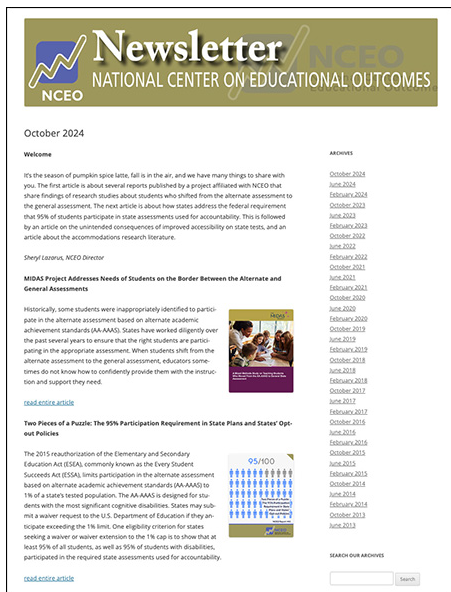 Newsletter
NCEO
NATIONAL CENTER ON EDUCATIONAL OUTCOMES
NCEO
October 2024
Welcome
It's the season of pumpkin spice latte, fall is in the air, and we have many things to share with
you. The first article is about several reports published by a project affiliated with NCEO that
share findings of research studies about students who shifted from the alternate assessment to
the general assessment. The next article is about how states address the federal requirement
that 95% of students participate in state assessments used for accountability. This is followed
by an article on the unintended consequences of improved accessibility on state tests, and an
article about the accommodations research literature.
Sheryl Lazarus, NCEO Director
MIDAS Project Addresses Needs of Students on the Border Between the Alternate and
General Assessments
Historically, some students were inappropriately identified to partici-
pate in the alternate assessment based on alternate academic
achievement standards (AA-AAAS). States have worked diligently over
the past several years to ensure that the right students are partici-
pating in the appropriate assessment. When students shift from the
alternate assessment to the general assessment, educators some-
times do not know how to confidently provide them with the instruc-
tion and support they need.
read entire article
Two Pieces of a Puzzle: The 95% Participation Requirement in State Plans and States' Opt-
out Policies
The 2015 reauthorization of the Elementary and Secondary
Education Act (ESEA), commonly known as the Every Student
Succeeds Act (ESSA), limits participation in the alternate assessment
based on alternate academic achievement standards (AA-AAAS) to
1% of a state's tested population. The AA-AAAS is designed for stu-
dents with the most significant cognitive disabilities. States may sub-
mit a waiver request to the U.S. Department of Education if they an-
ticipate exceeding the 1% limit. One eligibility criterion for states
seeking a waiver or waiver extension to the 1% cap is to show that at
least 95% of all students, as well as 95% of students with disabilities,
participated in the required state assessments used for accountability.
95/100
read entire article
ARCHIVES
October 2024
June 2024
February 2024
October 2023
June 2023
February 2023
October 2022
June 2022
February 2022
October 2021
June 2021
February 2021
October 2020
June 2020
February 2020
October 2019
June 2019
February 2019
October 2018
June 2018
February 2018
October 2017
June 2017
February 2017
October 2016
June 2016
February 2016
October 2015
June 2015
February 2015
October 2014
June 2014
February 2014
October 2013
June 2013
SEARCH OUR ARCHIVES
Search